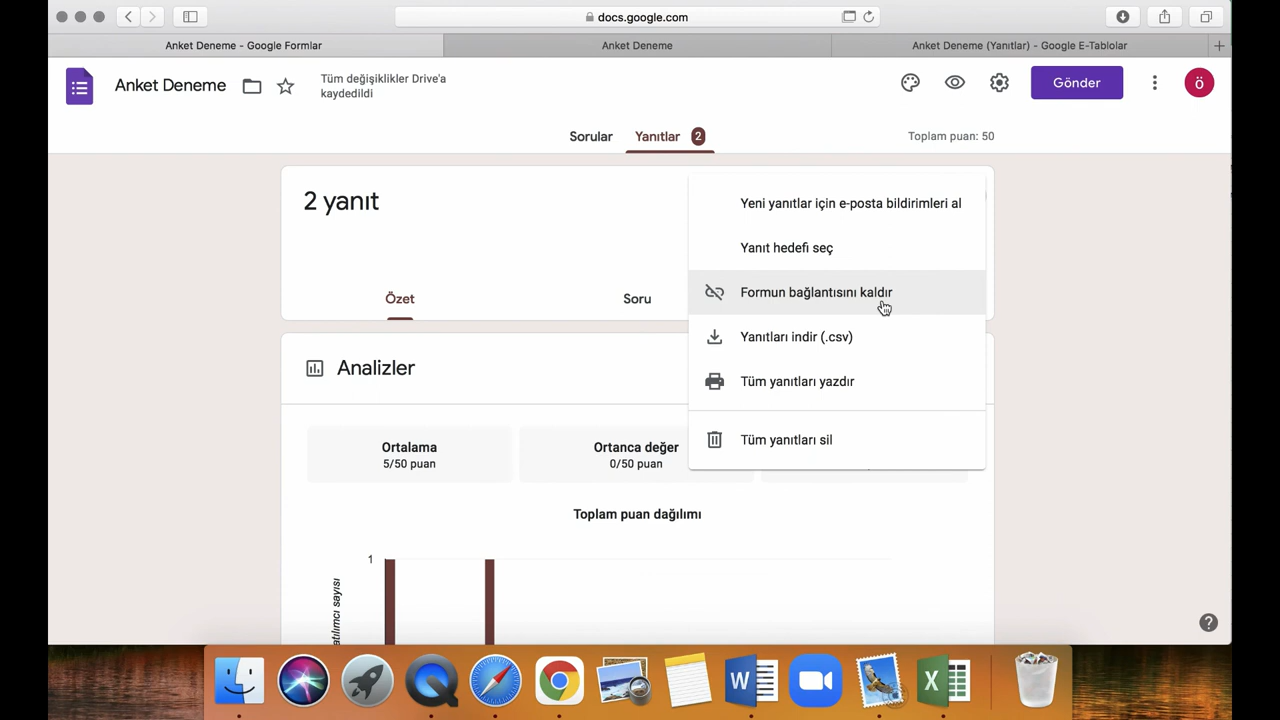 docs.google.com
Anket Deneme - Google Formlar
Anket Deneme
Anket Deneme (Yanıtlar) - Google E-Tablolar
Anket Deneme
Tüm değişiklikler Drive'a
kaydedildi
Gönder
ö
Sorular
Yanıtlar 2
Toplam puan: 50
2 yanıt
Yeni yanıtlar için e-posta bildirimleri al
Yanıt hedefi seç
Formun bağlantısını kaldır
Yanıtları indir (.csv)
Tüm yanıtları yazdır
Tüm yanıtları sil
Özet
Soru
Analizler
Ortalama
5/50 puan
Ortanca değer
0/50 puan
Toplam puan dağılımı
1
W
X